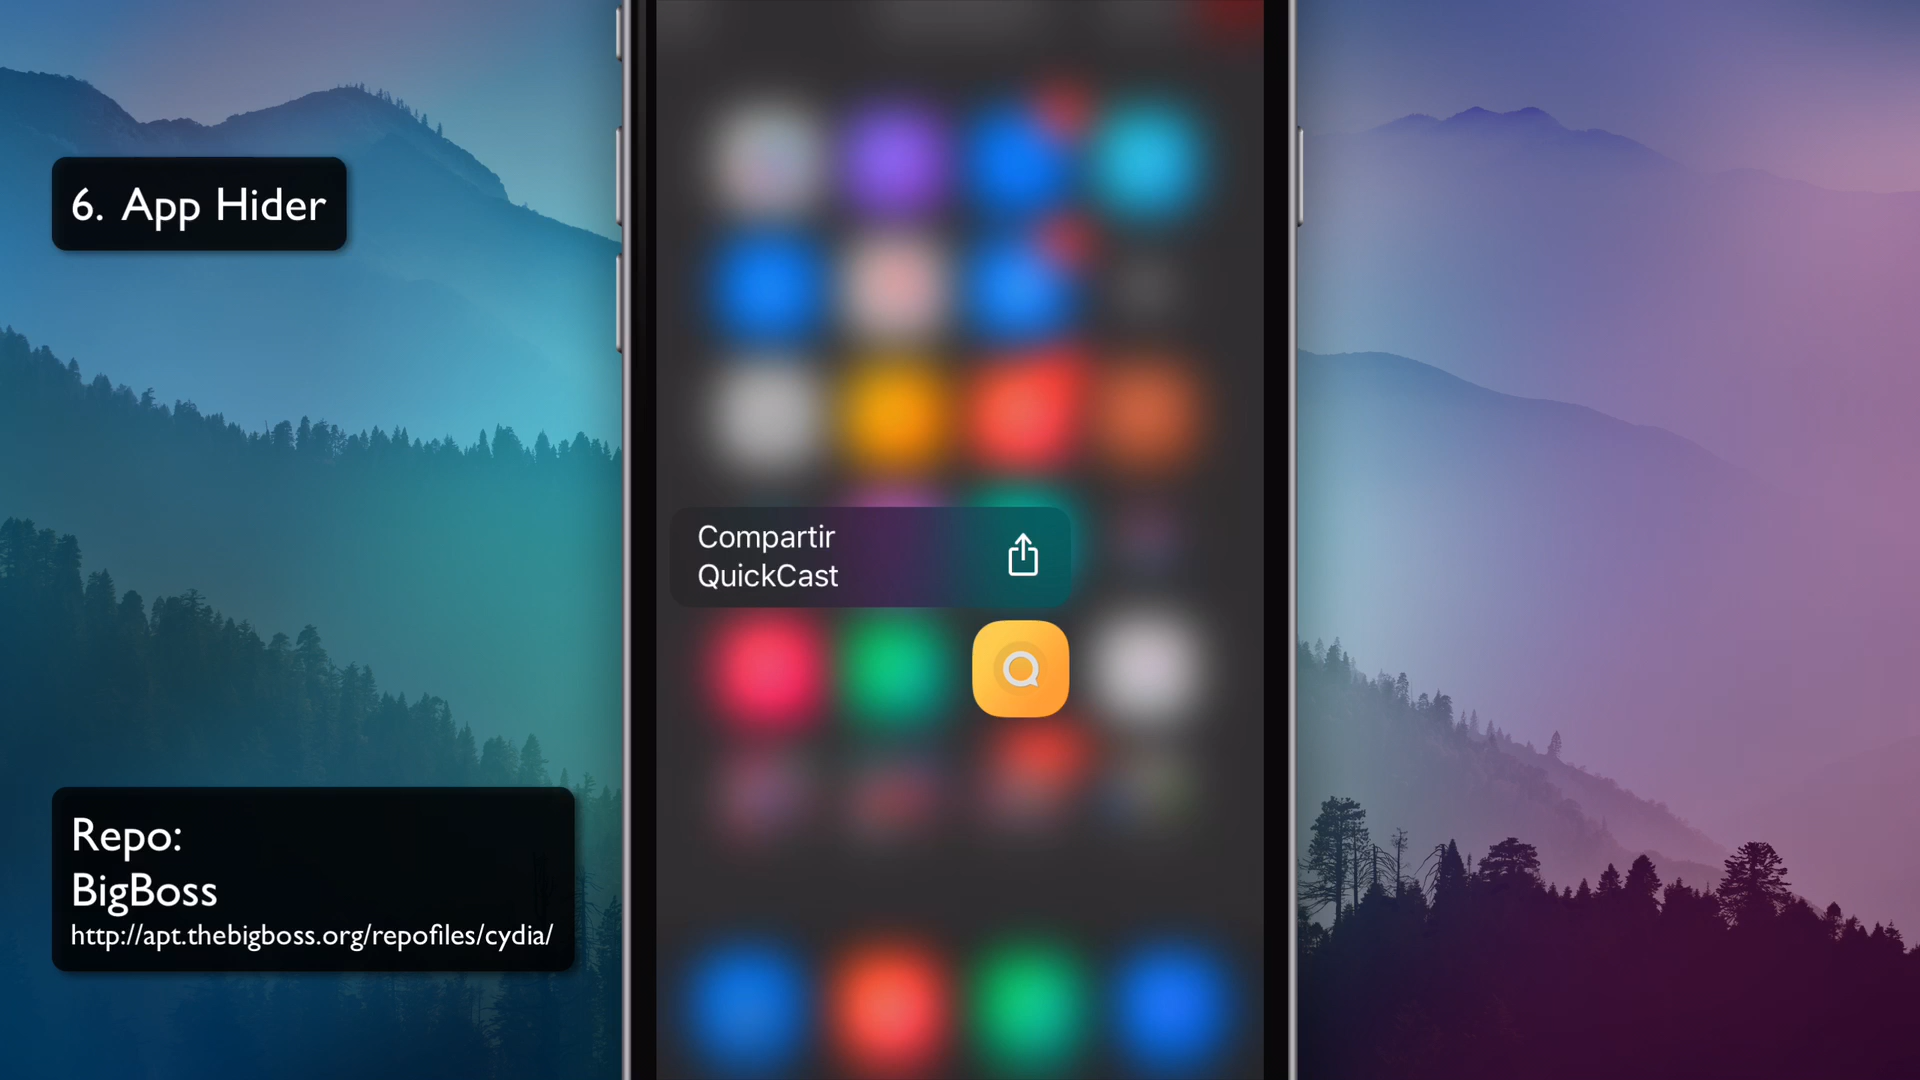 6. App Hider
Compartir
QuickCast
Repo:
BigBoss
http://apt.thebigboss.org/repofiles/cydia/